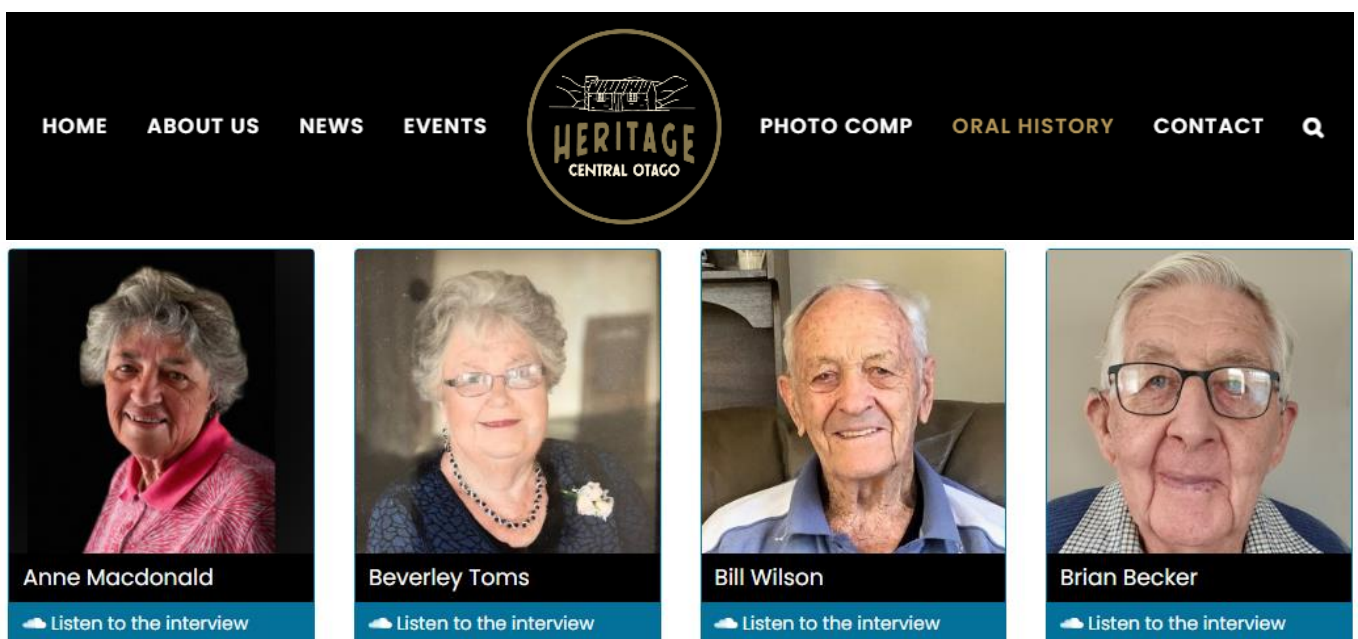 HOME ABOUT US NEWS EVENTS HERITAGE CENTRAL OTAGO PHOTO COMP ORAL HISTORY CONTACT
Anne Macdonald Beverley Toms Bill Wilson Brian Becker
Listen to the interview Listen to the interview Listen to the interview Listen to the interview